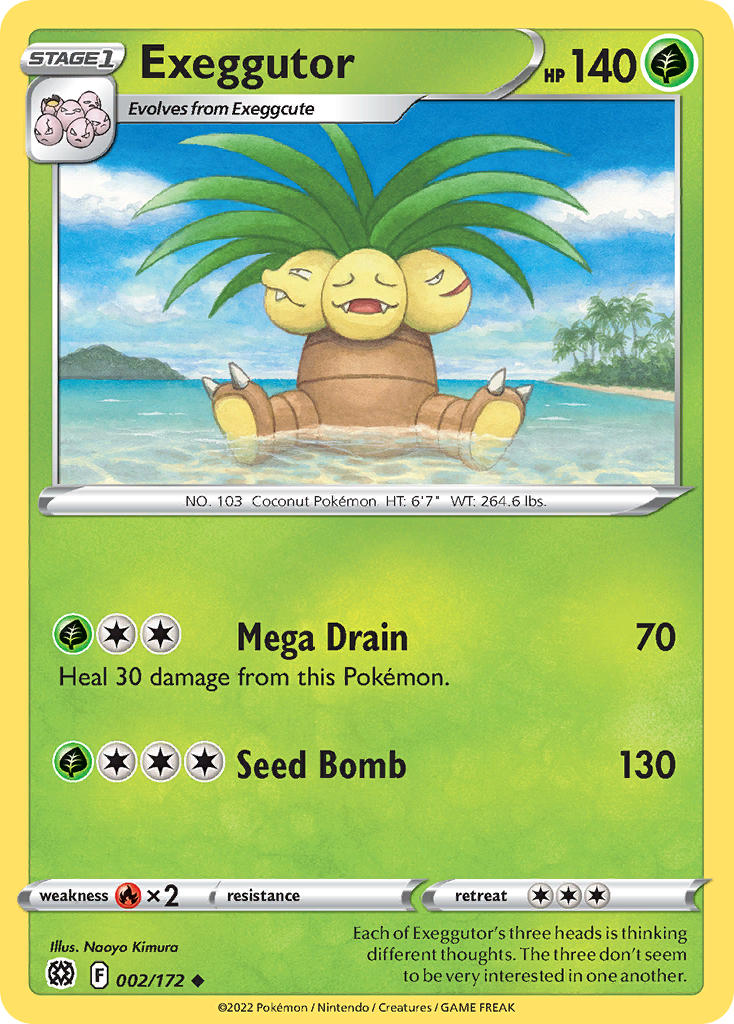 STAGE 1
Exeggutor
HP 140
Evolves from Exeggcute
NO. 103 Coconut Pokémon HT: 6'7" WT: 264.6 lbs.
Mega Drain 70
Heal 30 damage from this Pokémon.
Seed Bomb 130
weakness ×2 resistance retreat
Illus. Naoyo Kimura
Each of Exeggutor's three heads is thinking
different thoughts. The three don't seem
to be very interested in one another.
F 002/172
©2022 Pokémon / Nintendo / Creatures / GAME FREAK